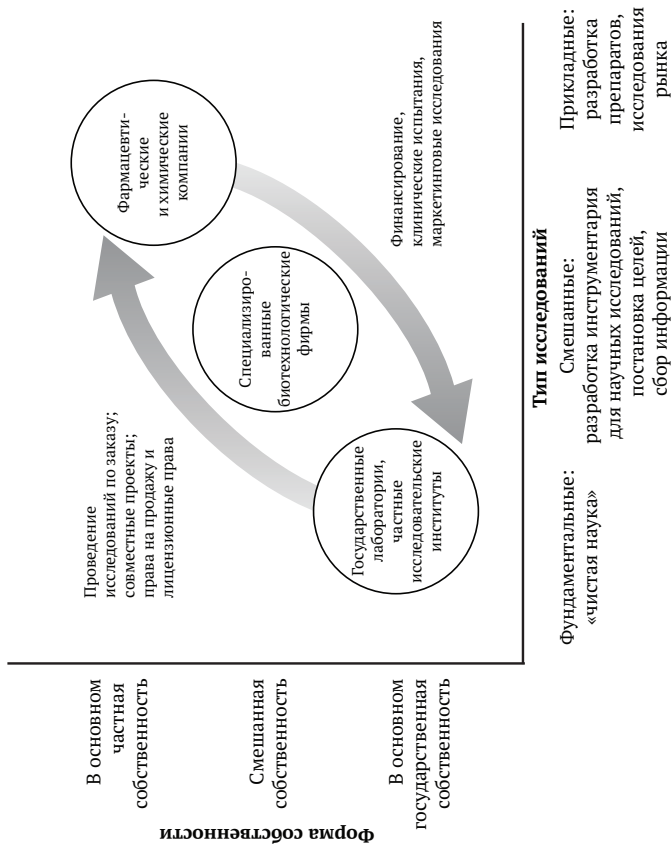 Форма собственности
В основном
частная
собственность
Смешанная
собственность
В основном
государственная
собственность
Проведение
исследований по заказу;
совместные проекты;
права на продажу и
лицензионные права
Фармацевти-
ческие
и химические
компании
Специализиро-
ванные
биотехнологические
фирмы
Государственные
лаборатории,
частные
исследовательские
институты
Финансирование,
клинические испытания,
маркетинговые исследования
Тип исследований
Фундаментальные:
«чистая наука»
Смешанные:
разработка инструментария
для научных исследований,
постановка целей,
сбор информации
Прикладные:
разработка
препаратов,
исследования
рынка